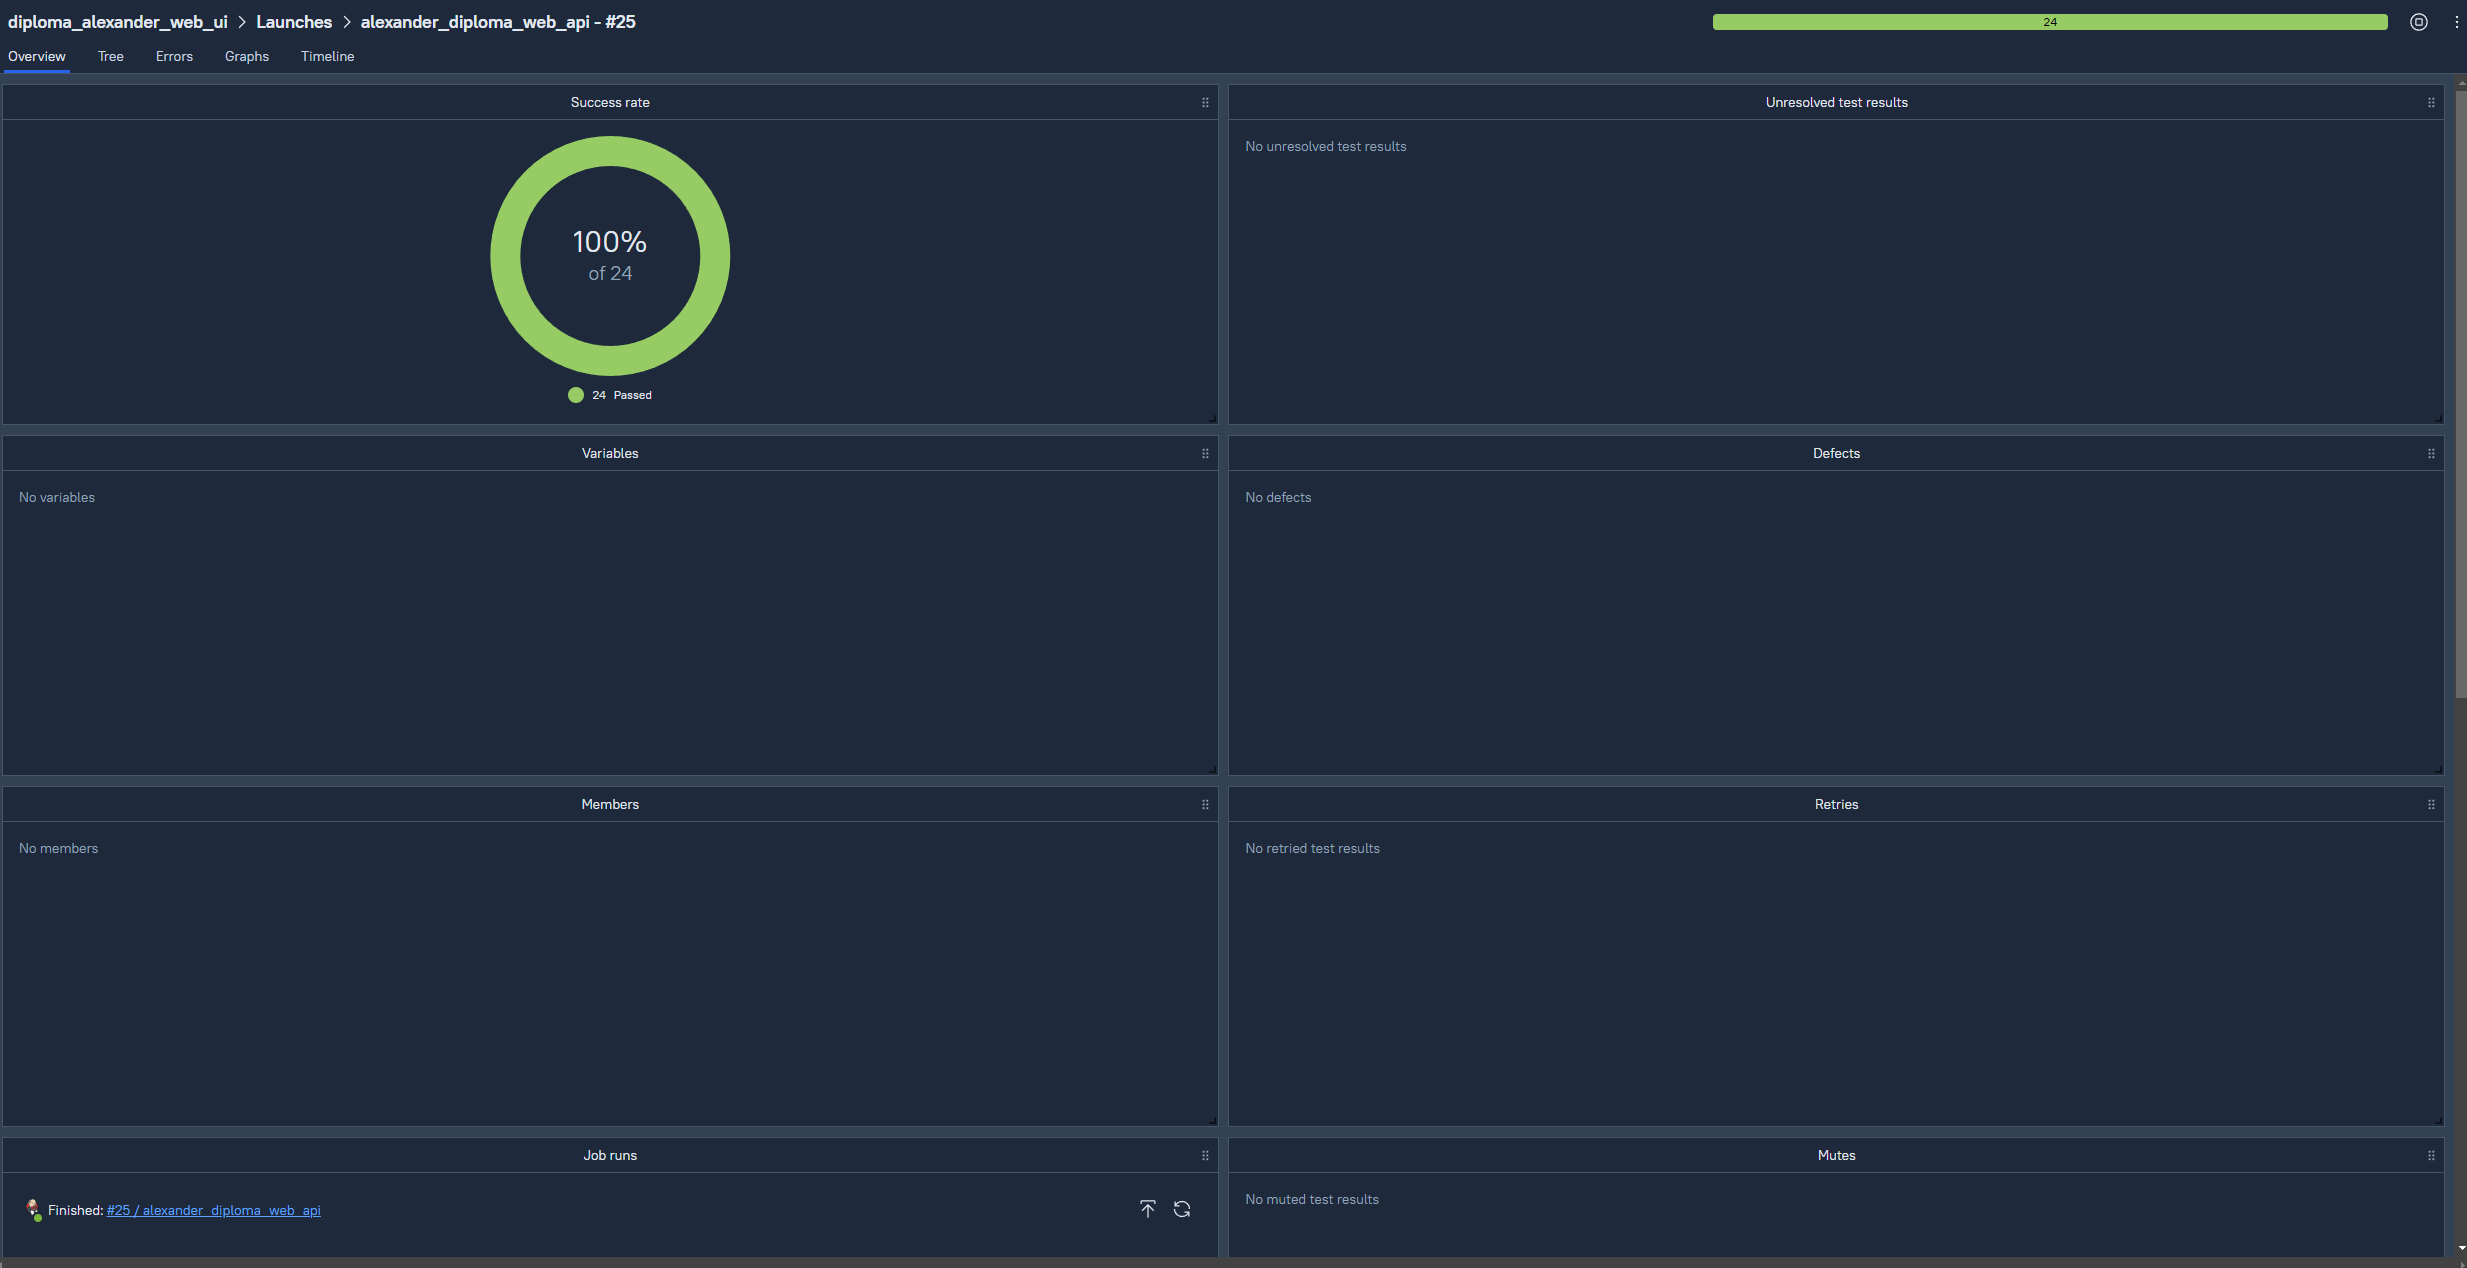 diploma_alexander_web_ui > Launches > alexander_diploma_web_api - #25
24
Overview Tree Errors Graphs Timeline
Success rate
100%
of 24
24 Passed
Unresolved test results
No unresolved test results
Variables
No variables
Defects
No defects
Members
No members
Retries
No retried test results
Job runs
Finished: #25 / alexander_diploma_web_api
Mutes
No muted test results